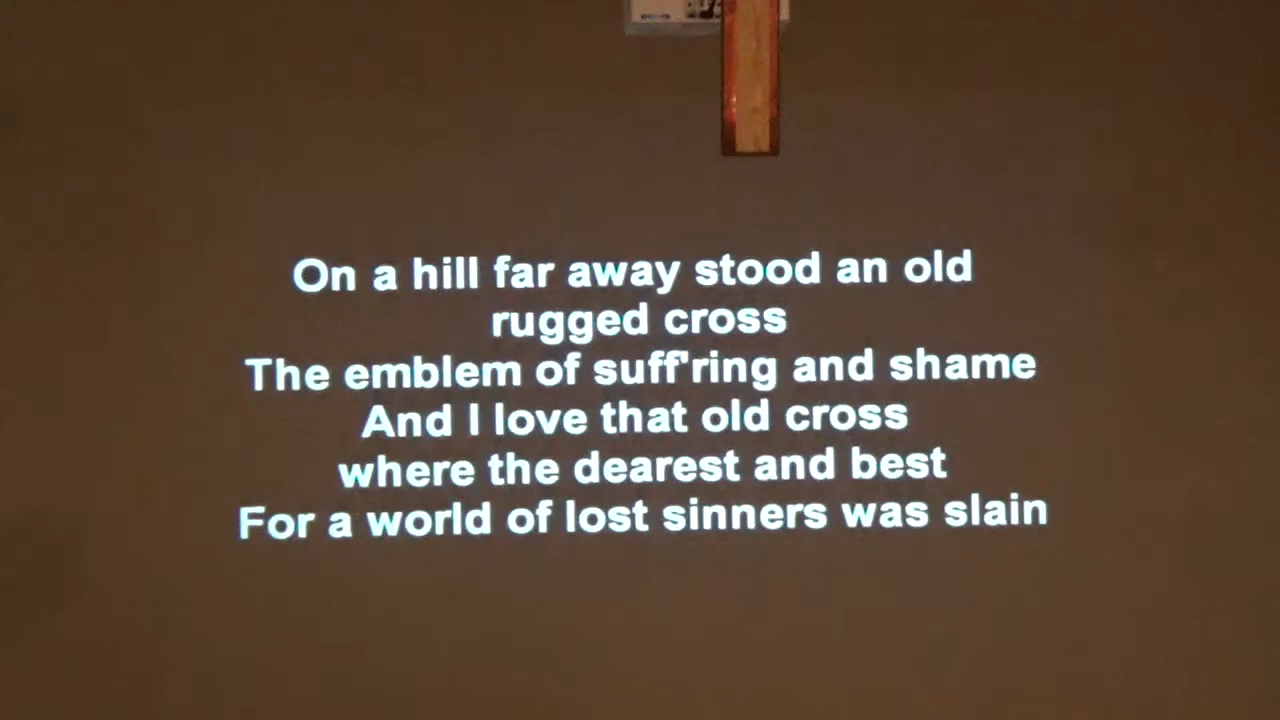 On a hill far away stood an old
rugged cross
The emblem of suff'ring and shame
And I love that old cross
where the dearest and best
For a world of lost sinners was slain